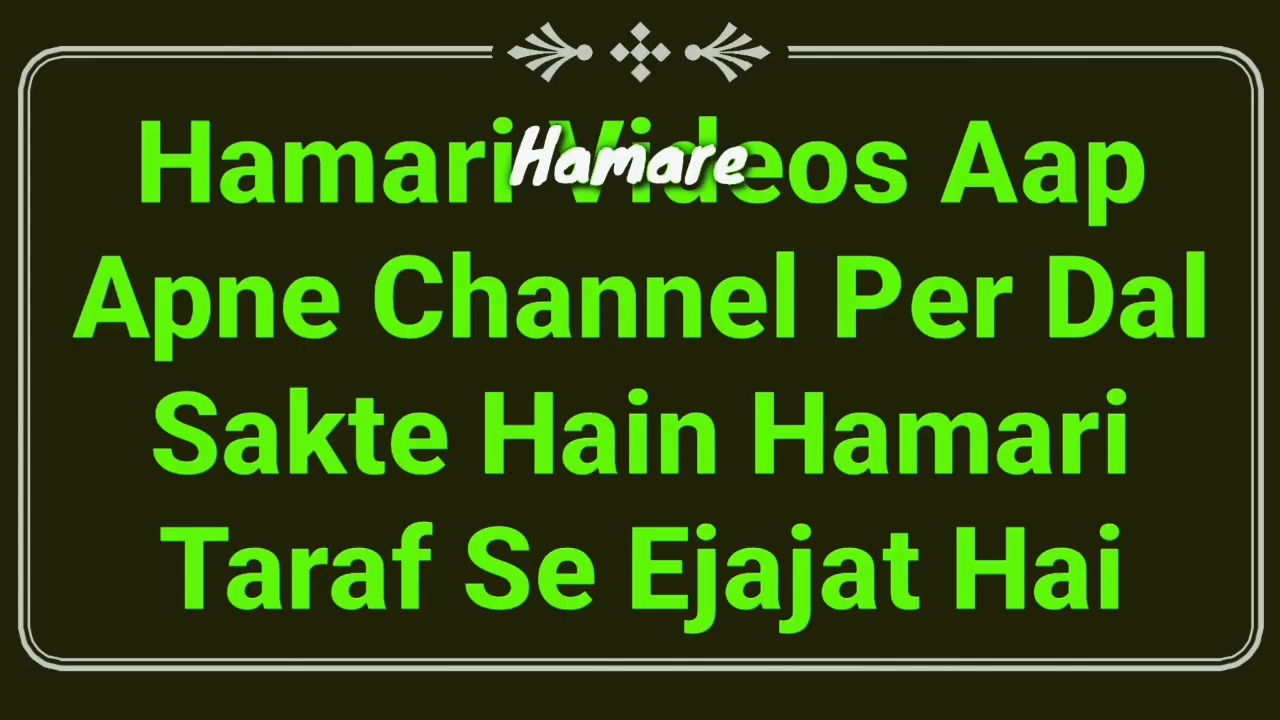 Hamari Videos Aap
Hamare
Apne Channel Per Dal
Sakte Hain Hamari
Taraf Se Ejajat Hai